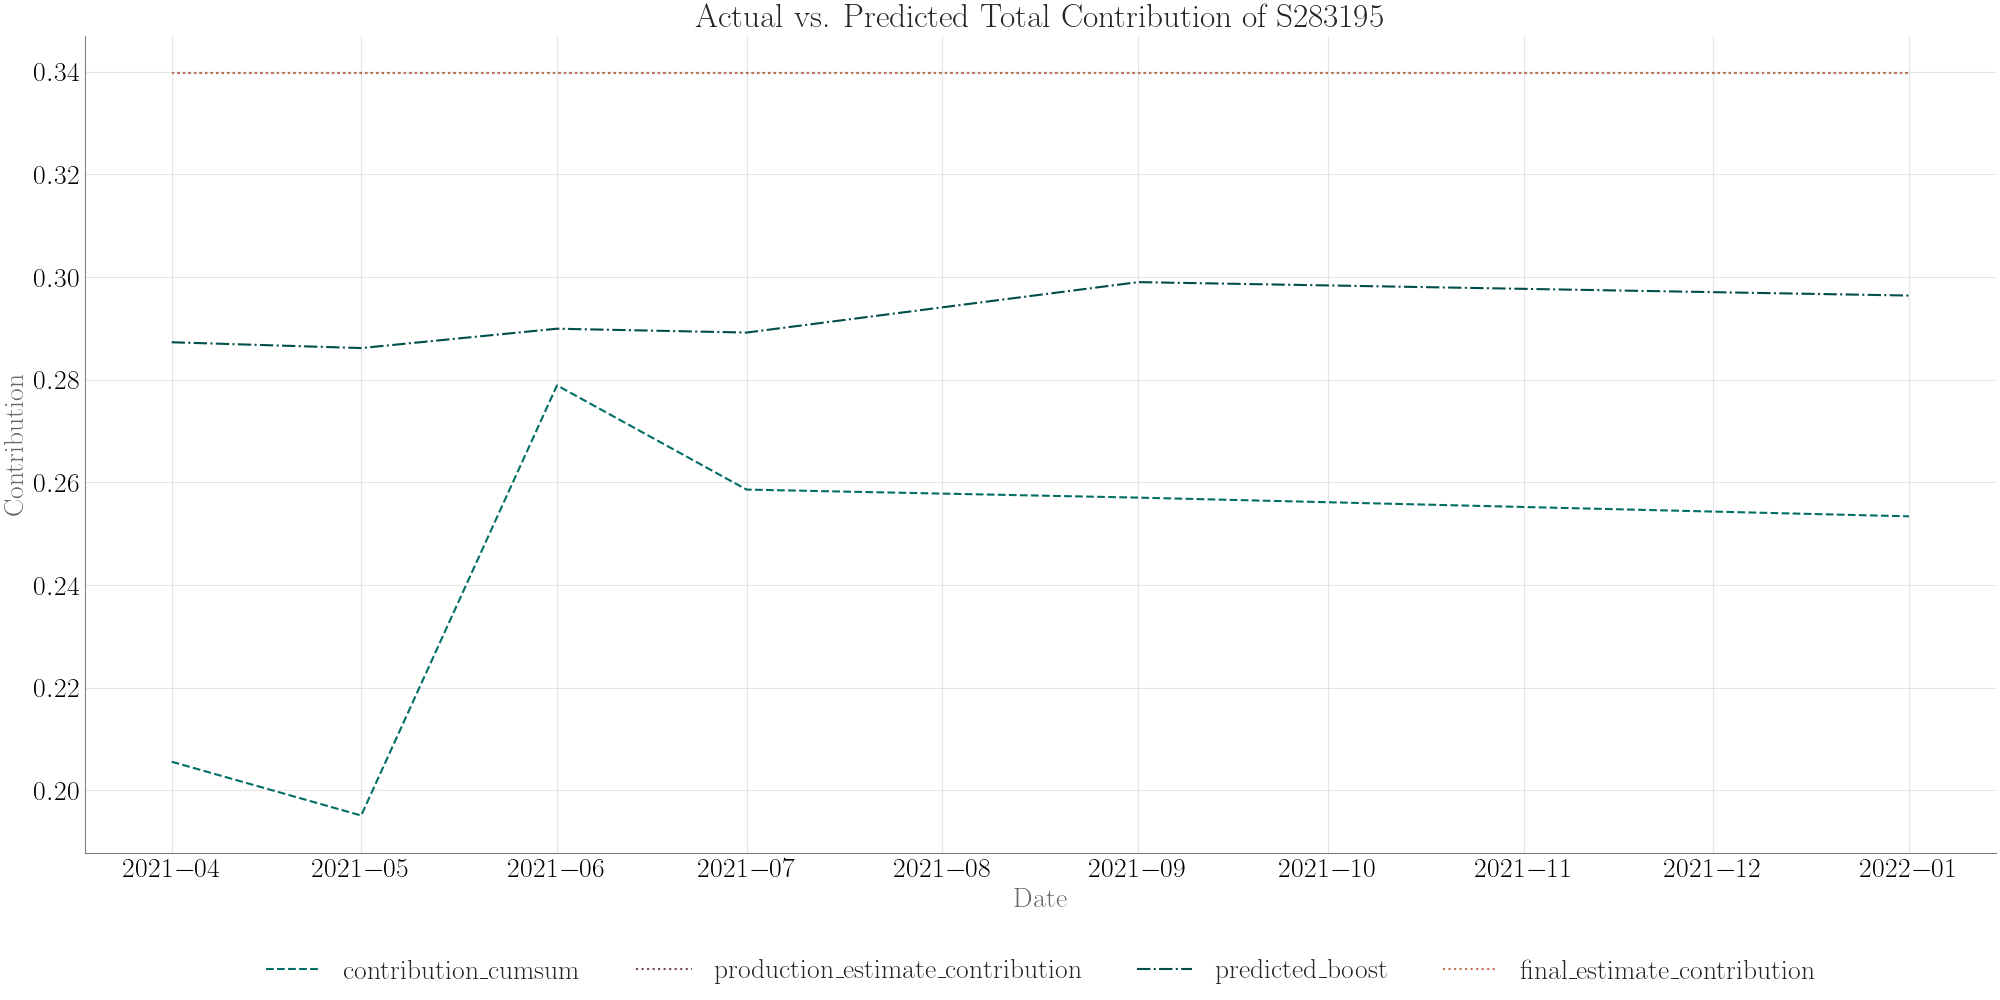 Actual vs. Predicted Total Contribution of S283195
0.34
0.32
0.30
0.28
0.26
0.24
0.22
0.20
Contribution
2021−04 2021−05 2021−06 2021−07 2021−08 2021−09 2021−10 2021−11 2021−12 2022−01
Date
contribution_cumsum production_estimate_contribution predicted_boost final_estimate_contribution